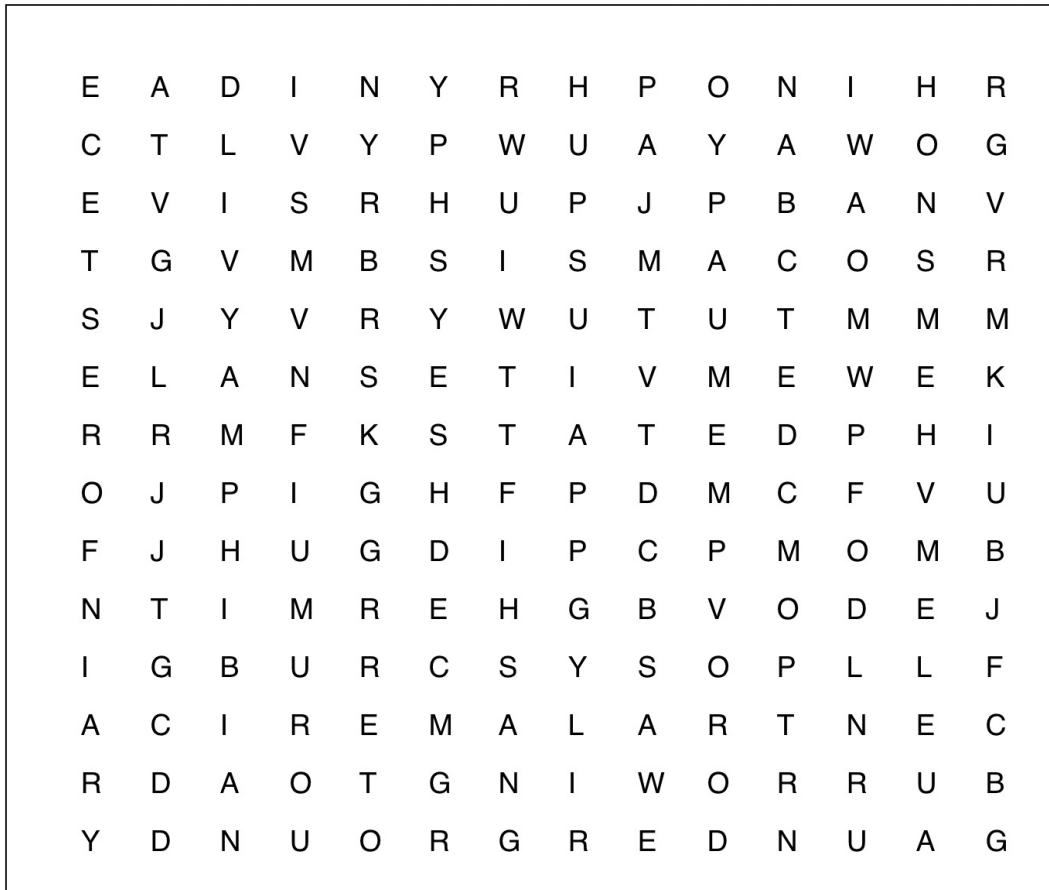 E A D I N Y R H P O N I H R
C T L V Y P W U A Y A W O G
E V I S R H U P J P B A N V
T G V M B S I S M A C O S R
S J Y V R Y W U T U T M M M
E L A N S E T I V M E W E K
R R M F K S T A T E D P H I
O J P I G H F P D M C F V U
F J H U G D I P C P M O M B
N T I M R E H G B V O D E J
I G B U R C S Y S O P L L F
A C I R E M A L A R T N E C
R D A O T G N I W O R R U B
Y D N U O R G R E D N U A G